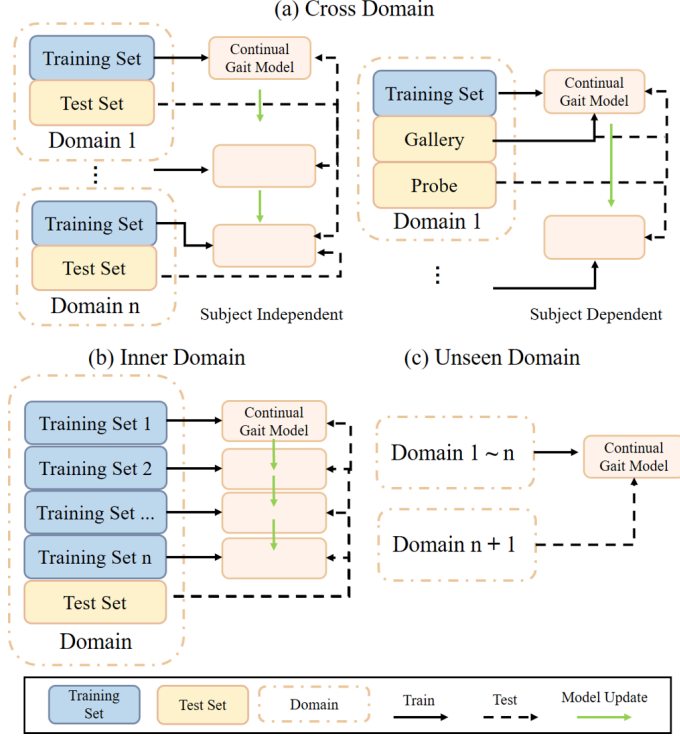 (a) Cross Domain
Training Set
Test Set
Domain 1
⋮
Training Set
Test Set
Domain n
Continual
Gait Model
Subject Independent
Training Set
Gallery
Probe
Domain 1
⋮
Continual
Gait Model
Subject Dependent
(b) Inner Domain
Training Set 1
Training Set 2
Training Set ...
Training Set n
Test Set
Domain
Continual
Gait Model
(c) Unseen Domain
Domain 1 ~ n
Domain n + 1
Continual
Gait Model
Training
Set
Test Set
Domain
Train
Test
Model Update